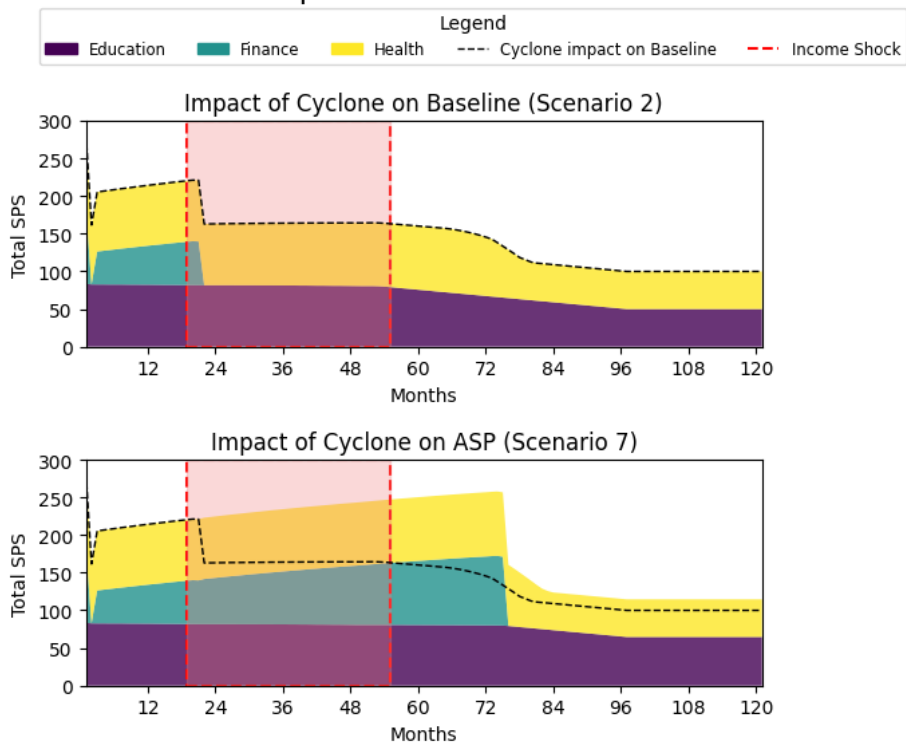 Legend
Education Finance Health Cyclone impact on Baseline Income Shock
Impact of Cyclone on Baseline (Scenario 2)
300
250
200
150
100
50
0
Total SPS
12 24 36 48 60 72 84 96 108 120
Months
Impact of Cyclone on ASP (Scenario 7)
300
250
200
150
100
50
0
Total SPS
12 24 36 48 60 72 84 96 108 120
Months